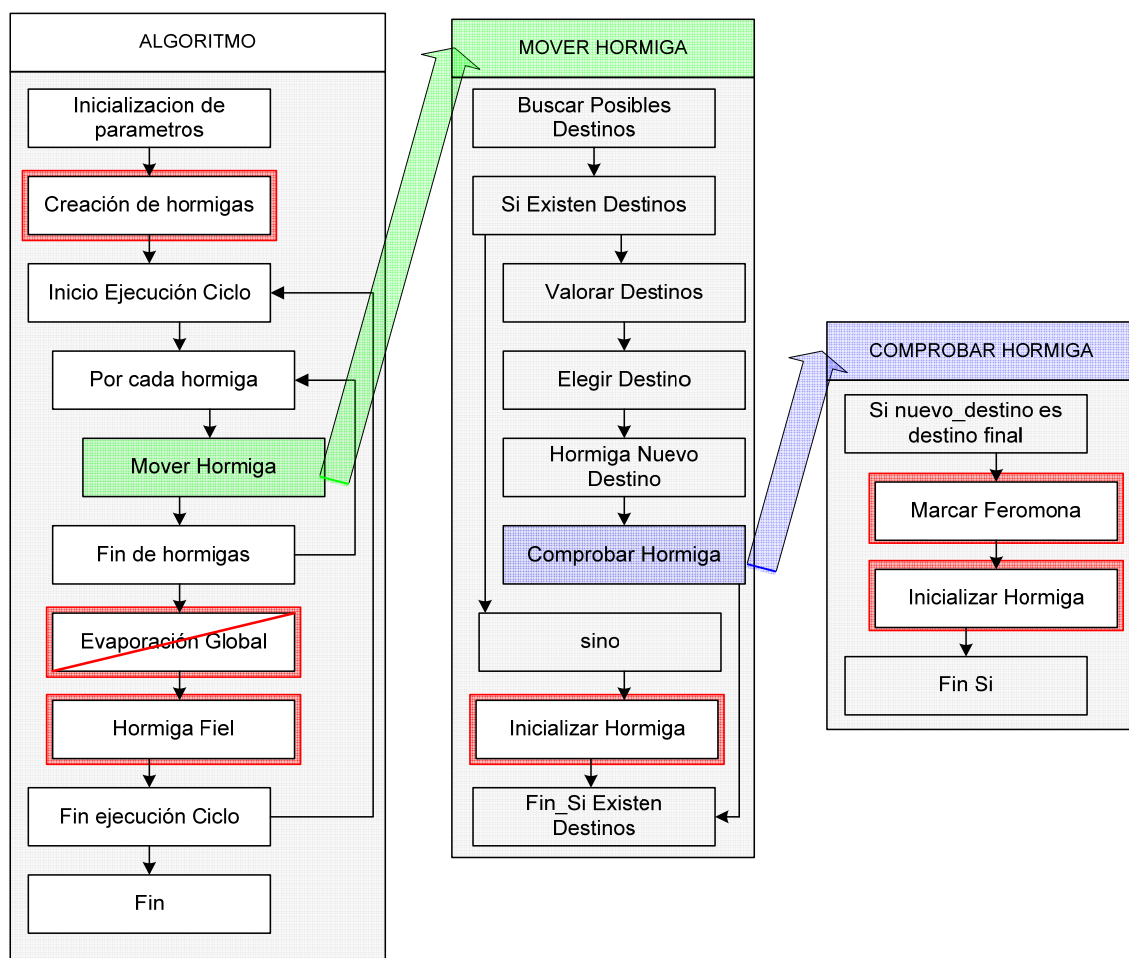 ALGORITMO
Inicializacion de
parametros
Creación de hormigas
Inicio Ejecución Ciclo
Por cada hormiga
Mover Hormiga
Fin de hormigas
Evaporación Global
Hormiga Fiel
Fin ejecución Ciclo
Fin
MOVER HORMIGA
Buscar Posibles
Destinos
Si Existen Destinos
Valorar Destinos
Elegir Destino
Hormiga Nuevo
Destino
Comprobar Hormiga
sino
Inicializar Hormiga
Fin_Si Existen
Destinos
COMPROBAR HORMIGA
Si nuevo_destino es
destino final
Marcar Feromona
Inicializar Hormiga
Fin Si